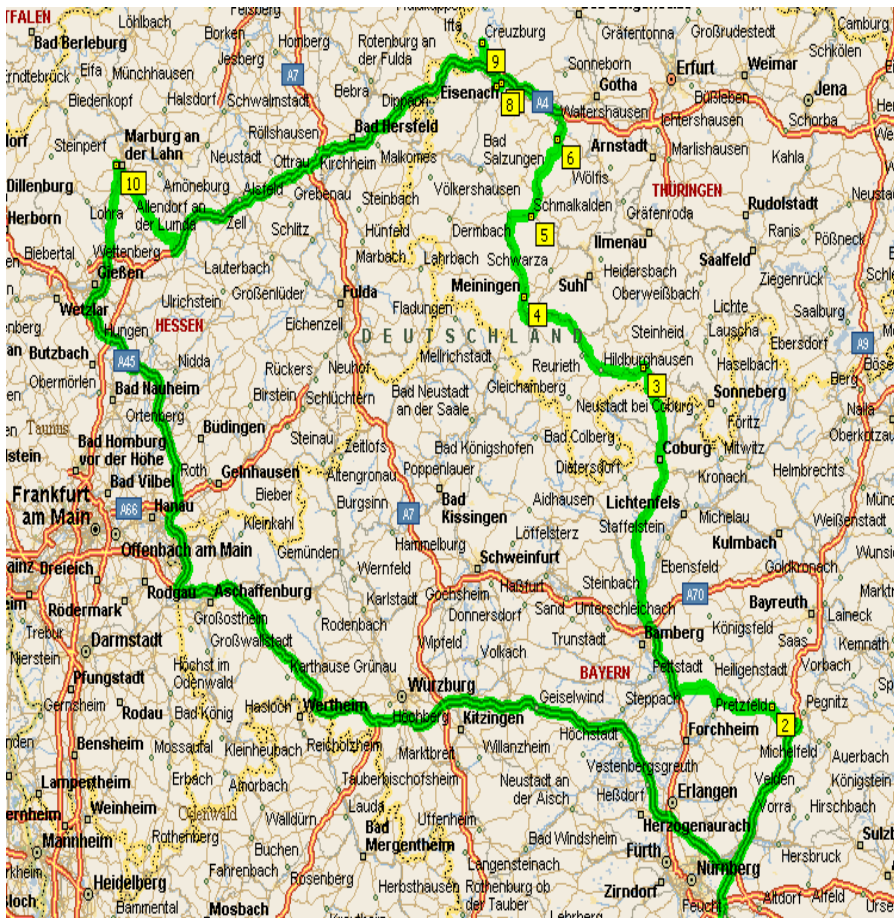 TFALEN
Löhlbach
Borken
Felsberg
Iffta
Creuzburg
Gräfentonna
Großrudestedt
Camburg
Bad Berleburg
Homberg
Rotenburg an
der Fulda
9
Sonneborn
Schkölen
Eifa
Münchhausen
Jesberg
A7
Gotha
Erfurt
Weimar
Biedenkopf
Halsdorf
Schwalmstadt
Bebra
Eisenach
8
A4
Büßleben
Jena
Dippach
Waltershausen
Ichtershausen
Schorba
Steinperf
Marburg an
der Lahn
Röllshausen
Bad Hersfeld
Neustadt
Ottrau
Kirchheim
Malkomes
Bad
Salzungen
6
Arnstadt
Marlishausen
Kahla
Dillenburg
10
Amöneburg
Alsfeld
Grebenau
Völkershausen
Wölfis
THÜRINGEN
Herborn
Lohra
Allendorf an
der Lumda
Zell
Schlitz
Steinbach
Schmalkalden
Gräfenroda
Rudolstadt
Hünfeld
Dermbach
5
Ilmenau
Ranis
Pößneck
Biebertal
Wettenberg
Marbach
Lahrbach
Schwarza
Saalfeld
Gießen
Lauterbach
Heidersbach
Meiningen
Suhl
Oberweißbach
Ziegenrück
Wetzlar
Ulrichstein
Großenlüder
Fulda
Fladungen
4
Lichte
Saalburg
Hungen
HESSEN
Eichenzell
DEUTSCHLAND
Steinheid
Lauscha
Ebersdorf
A9
Butzbach
A45
Nidda
Neuhof
Mellrichstadt
Reurieth
Hildburghausen
Haselbach
Obermörlen
Rückers
Gleichamberg
3
Berg
Bad Nauheim
Birstein
Schlüchtern
Bad Neustadt
an der Saale
Neustadt bei Coburg
Sonneberg
Naila
Taunus
Ortenberg
Büdingen
Steinau
Zeitlofs
Bad Königshofen
Bad Colberg
Föritz
Mitwitz
Oberkotzau
Bad Homburg
vor der Höhe
Roth
Gelnhausen
Altengronau
Poppenlauer
Dietersdorf
Coburg
Kronach
Helmbrechts
Bad Vilbel
Bieber
Burgsinn
Bad
Kissingen
Aidhausen
Lichtenfels
Michelau
Frankfurt
am Main
A66
Hanau
Kleinkahl
A7
Löffelsterz
Staffelstein
Weißenstadt
Offenbach am Main
Gemünden
Hammelburg
Schweinfurt
Kulmbach
Dreieich
Wernfeld
Steinbach
Ebensfeld
Goldkronach
Rodgau
Aschaffenburg
Karlstadt
Gochsheim
Haßfurt
Unterschleichach
A70
Bayreuth
Rödermark
Großostheim
Donnersdorf
Sand
Laineck
Trebur
Großwallstadt
Rodenbach
Wipfeld
Trunstadt
Bamberg
Königsfeld
Saas
Kemnath
Nierstein
Darmstadt
Höchst im
Odenwald
Karthause Grünau
Volkach
Pettstadt
Heiligenstadt
Vorbach
Pfungstadt
Würzburg
BAYERN
Gernsheim
Rodau
Bad König
Hasloch
Wertheim
Höchberg
Kitzingen
Geiselwind
Steppach
Pretzfeld
Pegnitz
2
Bensheim
Mossautal
Kleinheubach
Reicholzheim
Marktbreit
Willanzheim
Höchstadt
Forchheim
Michelfeld
Auerbach
Lampertheim
Erbach
Tauberbischofsheim
Vestenbergsgreuth
Velden
Königstein
Weinheim
Amorbach
Neustadt an
der Aisch
Erlangen
Vorra
Hirschbach
Mannheim
Odenwald
Walldürn
Lauda
Uffenheim
Heßdorf
Rothenberg
Bad
Mergentheim
Bad Windsheim
Herzogenaurach
Buchen
Langensteinach
Fürth
Hersbruck
Heidelberg
Fahrenbach
Rosenberg
Herbsthausen
Rothenburg ob
der Tauber
Zirndorf
Nürnberg
Bammental
Mosbach
Lehrberg
Feucht
Altdorf
Alfeld